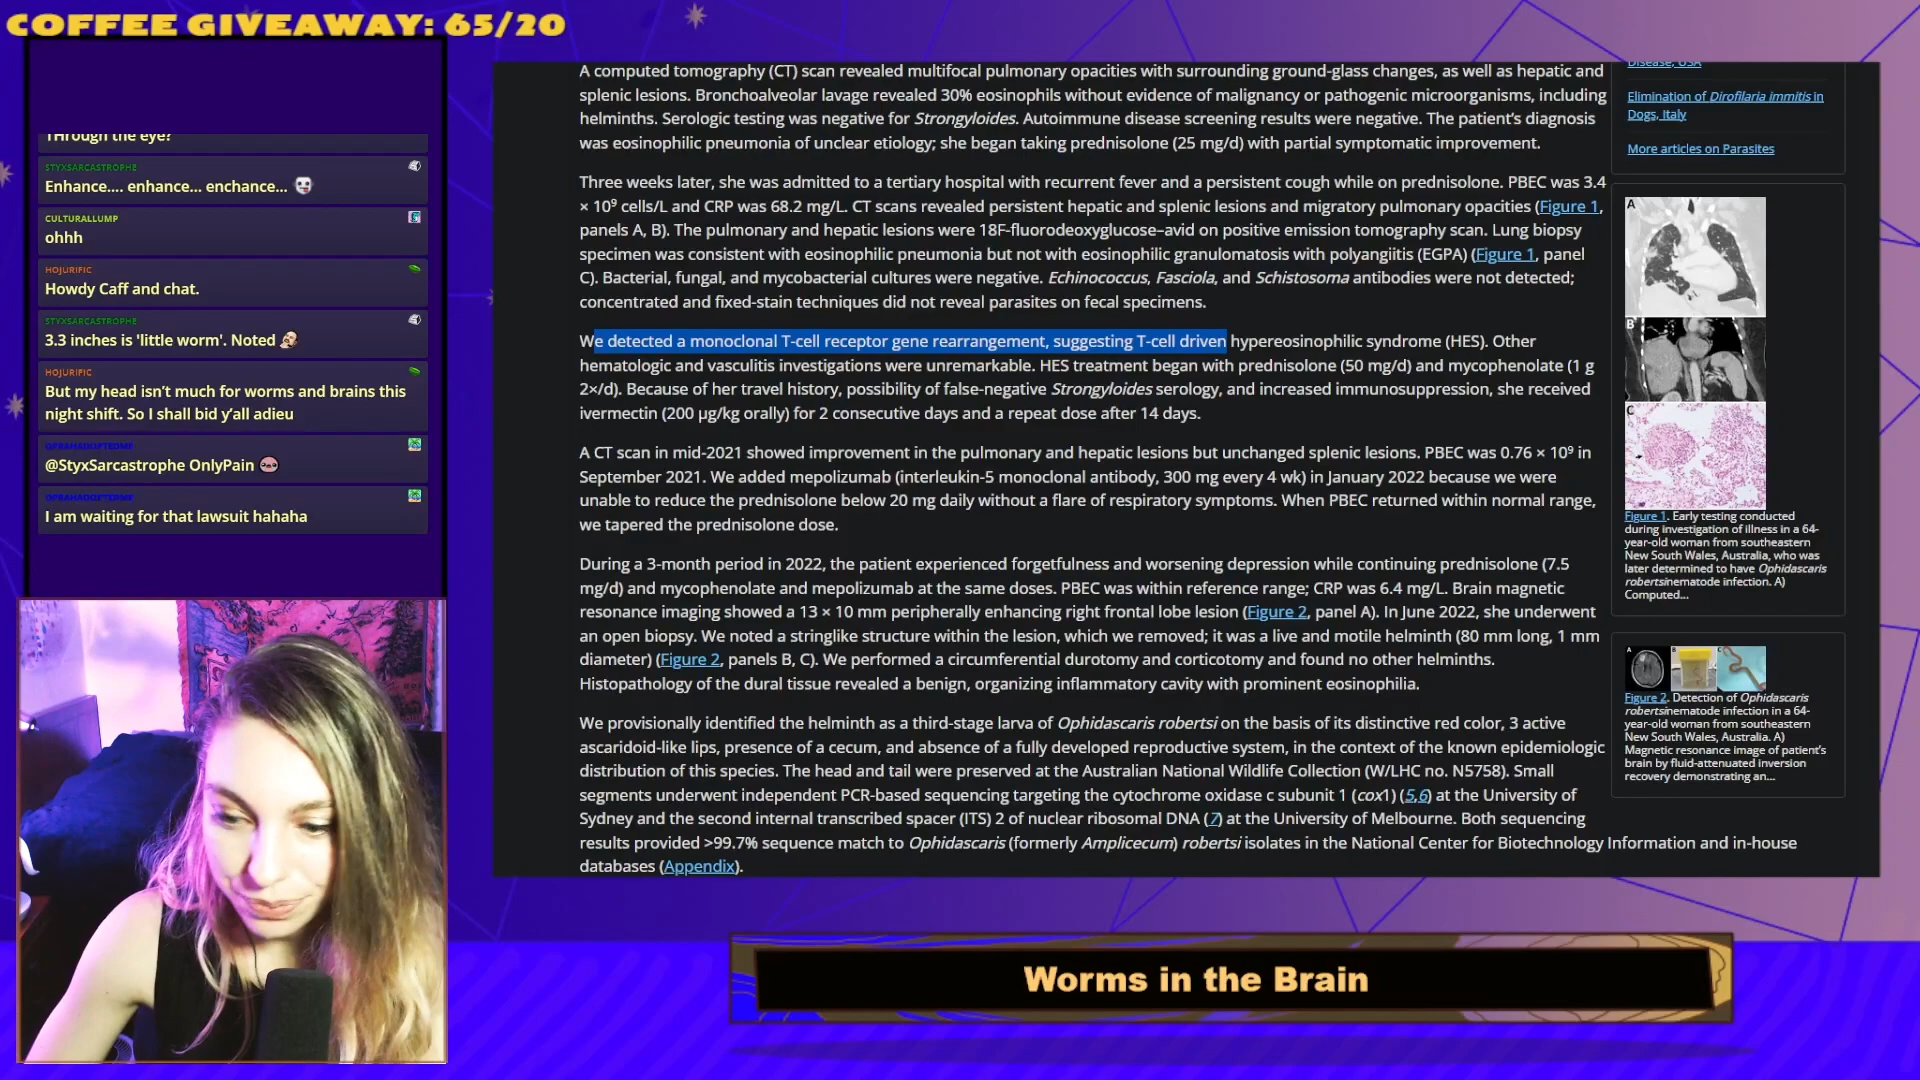 COFFEE GIVEAWAY: 65/20
THrough the eye?
STYXSARCASTROPHE
Enhance.... enhance... enchance...
CULTURALLUMP
ohhh
HOJURIFIC
Howdy Caff and chat.
STYXSARCASTROPHE
3.3 inches is 'little worm'. Noted
HOJURIFIC
But my head isn't much for worms and brains this
night shift. So I shall bid y'all adieu
@StyxSarcastrophe OnlyPain
I am waiting for that lawsuit hahaha
A computed tomography (CT) scan revealed multifocal pulmonary opacities with surrounding ground-glass changes, as well as hepatic and
splenic lesions. Bronchoalveolar lavage revealed 30% eosinophils without evidence of malignancy or pathogenic microorganisms, including
helminths. Serologic testing was negative for Strongyloides. Autoimmune disease screening results were negative. The patient's diagnosis
was eosinophilic pneumonia of unclear etiology; she began taking prednisolone (25 mg/d) with partial symptomatic improvement.
Three weeks later, she was admitted to a tertiary hospital with recurrent fever and a persistent cough while on prednisolone. PBEC was 3.4
× 10⁹ cells/L and CRP was 68.2 mg/L. CT scans revealed persistent hepatic and splenic lesions and migratory pulmonary opacities (Figure 1,
panels A, B). The pulmonary and hepatic lesions were 18F-fluorodeoxyglucose–avid on positive emission tomography scan. Lung biopsy
specimen was consistent with eosinophilic pneumonia but not with eosinophilic granulomatosis with polyangiitis (EGPA) (Figure 1, panel
C). Bacterial, fungal, and mycobacterial cultures were negative. Echinococcus, Fasciola, and Schistosoma antibodies were not detected;
concentrated and fixed-stain techniques did not reveal parasites on fecal specimens.
We detected a monoclonal T-cell receptor gene rearrangement, suggesting T-cell driven hypereosinophilic syndrome (HES). Other
hematologic and vasculitis investigations were unremarkable. HES treatment began with prednisolone (50 mg/d) and mycophenolate (1 g
2×/d). Because of her travel history, possibility of false-negative Strongyloides serology, and increased immunosuppression, she received
ivermectin (200 μg/kg orally) for 2 consecutive days and a repeat dose after 14 days.
A CT scan in mid-2021 showed improvement in the pulmonary and hepatic lesions but unchanged splenic lesions. PBEC was 0.76 × 10⁹ in
September 2021. We added mepolizumab (interleukin-5 monoclonal antibody, 300 mg every 4 wk) in January 2022 because we were
unable to reduce the prednisolone below 20 mg daily without a flare of respiratory symptoms. When PBEC returned within normal range,
we tapered the prednisolone dose.
During a 3-month period in 2022, the patient experienced forgetfulness and worsening depression while continuing prednisolone (7.5
mg/d) and mycophenolate and mepolizumab at the same doses. PBEC was within reference range; CRP was 6.4 mg/L. Brain magnetic
resonance imaging showed a 13 × 10 mm peripherally enhancing right frontal lobe lesion (Figure 2, panel A). In June 2022, she underwent
an open biopsy. We noted a stringlike structure within the lesion, which we removed; it was a live and motile helminth (80 mm long, 1 mm
diameter) (Figure 2, panels B, C). We performed a circumferential durotomy and corticotomy and found no other helminths.
Histopathology of the dural tissue revealed a benign, organizing inflammatory cavity with prominent eosinophilia.
We provisionally identified the helminth as a third-stage larva of Ophidascaris robertsi on the basis of its distinctive red color, 3 active
ascaridoid-like lips, presence of a cecum, and absence of a fully developed reproductive system, in the context of the known epidemiologic
distribution of this species. The head and tail were preserved at the Australian National Wildlife Collection (W/LHC no. N5758). Small
segments underwent independent PCR-based sequencing targeting the cytochrome oxidase c subunit 1 (cox1) (5,6) at the University of
Sydney and the second internal transcribed spacer (ITS) 2 of nuclear ribosomal DNA (7) at the University of Melbourne. Both sequencing
results provided >99.7% sequence match to Ophidascaris (formerly Amplicecum) robertsi isolates in the National Center for Biotechnology Information and in-house
databases (Appendix).
Disease, USA
Elimination of Dirofilaria immitis in
Dogs, Italy
More articles on Parasites
A
B
C
Figure 1. Early testing conducted
during investigation of illness in a 64-
year-old woman from southeastern
New South Wales, Australia, who was
later determined to have Ophidascaris
robertsinematode infection. A)
Computed...
A B C
Figure 2. Detection of Ophidascaris
robertsinematode infection in a 64-
year-old woman from southeastern
New South Wales, Australia. A)
Magnetic resonance image of patient's
brain by fluid-attenuated inversion
recovery demonstrating an...
Worms in the Brain